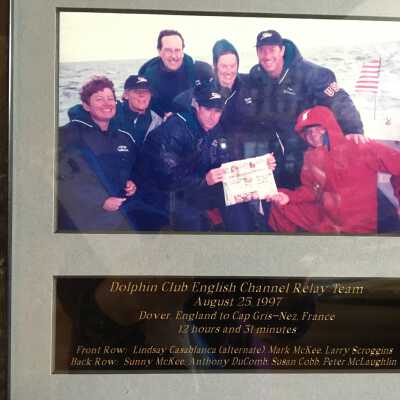 Dolphin Club English Channel Relay Team
August 25, 1997
Dover, England to Cap Gris-Nez, France
12 hours and 31 minutes
Front Row: Lindsay Casablanca (alternate), Mark McKee, Larry Scroggins
Back Row: Sunny McKee, Anthony DuComb, Susan Cobb, Peter McLaughlin